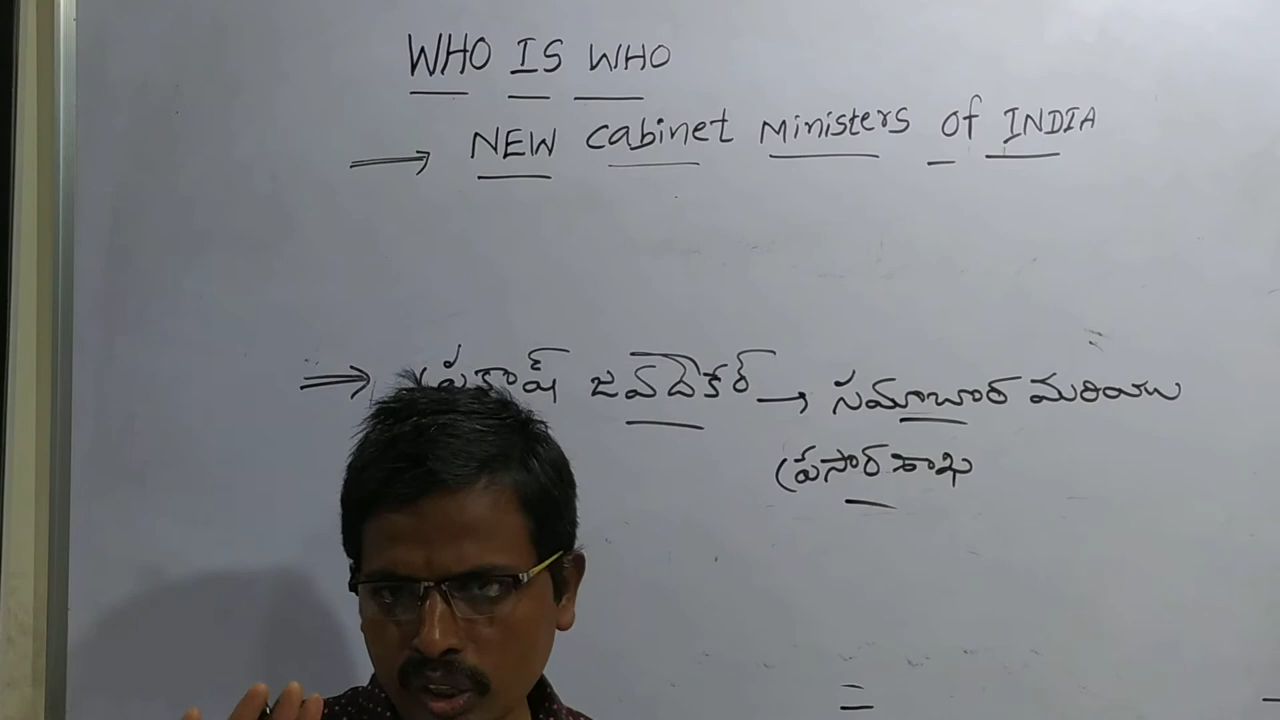 WHO IS WHO
⟹ NEW Cabinet Ministers of INDIA
⟹ ప్రకాష్ జవదేకర్ → సమాచార మరియు
ప్రసార శాఖ
=